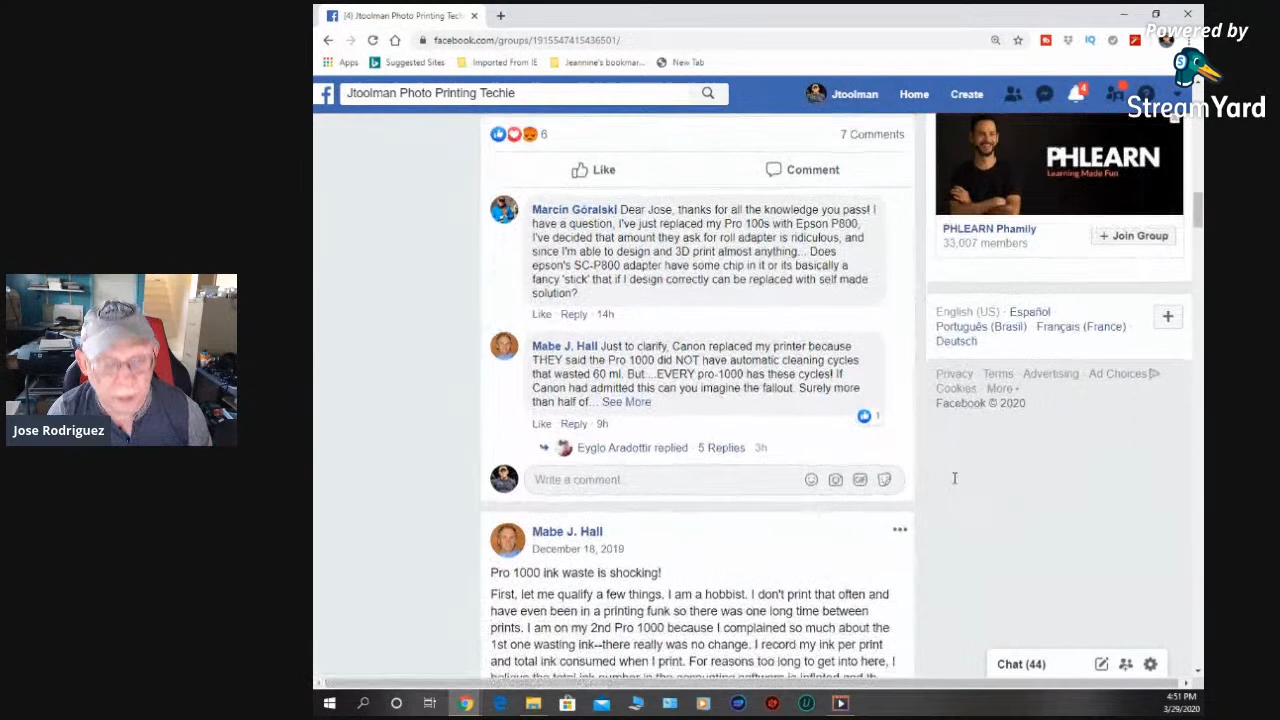 (4) Jtoolman Photo Printing Tech
facebook.com/groups/1915547415436501/
Apps
Suggested Sites
Imported From IE
Jeannine's bookmar...
New Tab
Powered by
StreamYard
Jtoolman Photo Printing Techie
Jtoolman
Home
Create
4
6
7 Comments
Like
Comment
Marcin Góralski Dear Jose, thanks for all the knowledge you pass! I
have a question, I've just replaced my Pro 100s with Epson P800,
I've decided that amount they ask for roll adapter is ridiculous, and
since I'm able to design and 3D print almost anything... Does
epson's SC-P800 adapter have some chip in it or its basically a
fancy 'stick' that if I design correctly can be replaced with self made
solution?
Like · Reply · 14h
Mabe J. Hall Just to clarify, Canon replaced my printer because
THEY said the Pro 1000 did NOT have automatic cleaning cycles
that wasted 60 ml. But ...EVERY pro-1000 has these cycles! If
Canon had admitted this can you imagine the fallout. Surely more
than half of... See More
1
Like · Reply · 9h
Eyglo Aradottir replied · 5 Replies · 3h
Write a comment...
Mabe J. Hall
December 18, 2019
Pro 1000 ink waste is shocking!
First, let me qualify a few things. I am a hobbist. I don't print that often and
have even been in a printing funk so there was one long time between
prints. I am on my 2nd Pro 1000 because I complained so much about the
1st one wasting ink--there really was no change. I record my ink per print
and total ink consumed when I print. For reasons too long to get into here, I
believe the total ink number in the accounting software is inflated and
PHLEARN
Learning Made Fun
PHLEARN Phamily
33,007 members
+ Join Group
English (US) · Español ·
Português (Brasil) · Français (France) ·
Deutsch
Privacy · Terms · Advertising · Ad Choices
Cookies · More
Facebook © 2020
Chat (44)
Jose Rodriguez
4:51 PM
3/29/2020